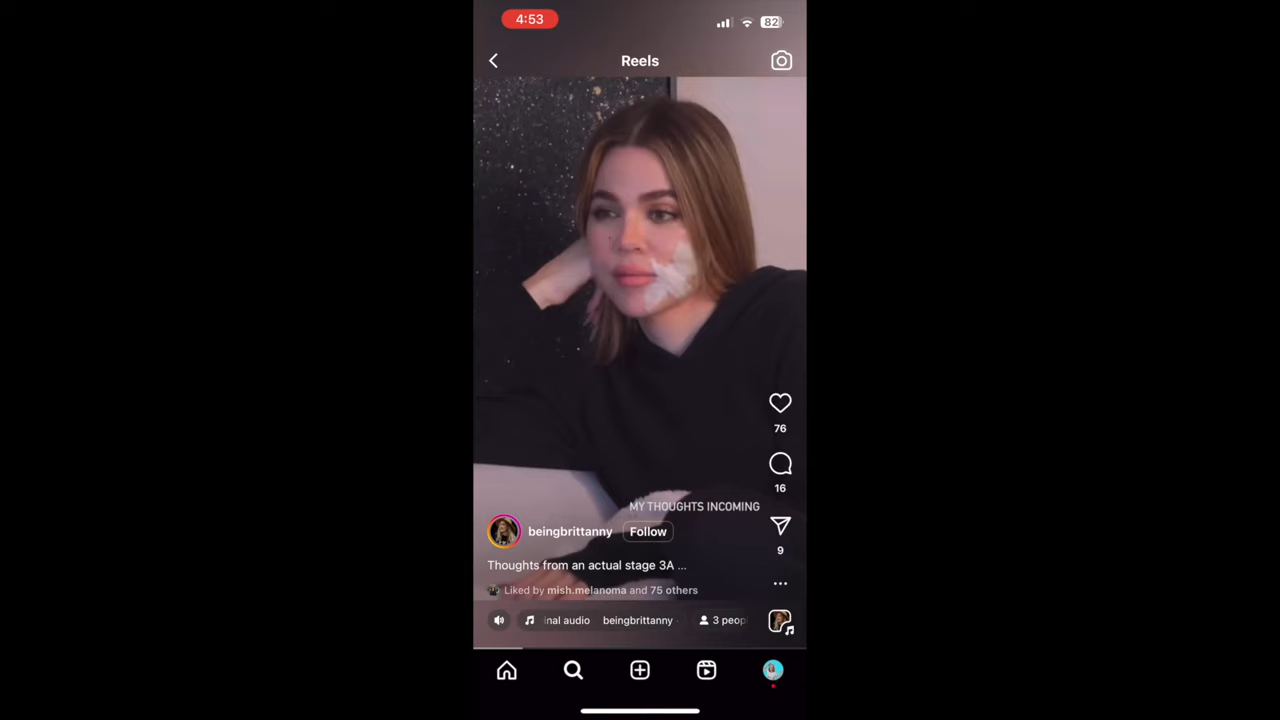 4:53
82
Reels
76
16
MY THOUGHTS INCOMING
beingbrittanny
Follow
9
Thoughts from an actual stage 3A ...
Liked by mish.melanoma and 75 others
inal audio beingbrittanny
3 peop